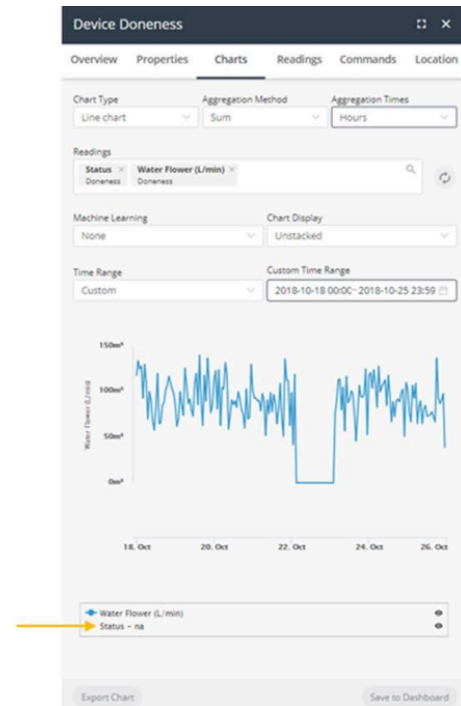 Device Doneness
Overview Properties Charts Readings Commands Location
Chart Type Aggregation Method Aggregation Times
Line chart Sum Hours
Readings
Status × Water Flower (L/min) ×
Doneness Doneness
Machine Learning Chart Display
None Unstacked
Time Range Custom Time Range
Custom 2018-10-18 00:00~ 2018-10-25 23:59
150m³
100m³
50m³
0m³
Water Flower (L/min)
18. Oct 20. Oct 22. Oct 24. Oct 26. Oct
Water Flower (L/min)
Status - na
Export Chart Save to Dashboard